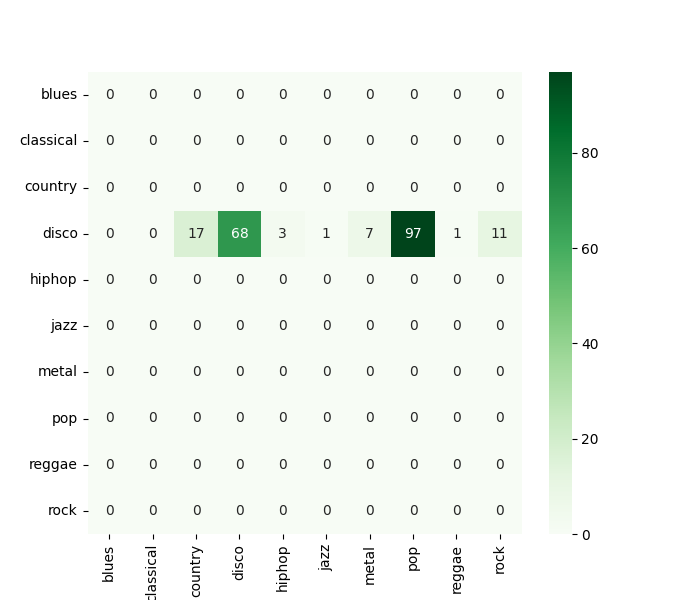 blues 0 0 0 0 0 0 0 0 0 0
classical 0 0 0 0 0 0 0 0 0 0
country 0 0 0 0 0 0 0 0 0 0
disco 0 0 17 68 3 1 7 97 1 11
hiphop 0 0 0 0 0 0 0 0 0 0
jazz 0 0 0 0 0 0 0 0 0 0
metal 0 0 0 0 0 0 0 0 0 0
pop 0 0 0 0 0 0 0 0 0 0
reggae 0 0 0 0 0 0 0 0 0 0
rock 0 0 0 0 0 0 0 0 0 0
blues classical country disco hiphop jazz metal pop reggae rock
80
60
40
20
0